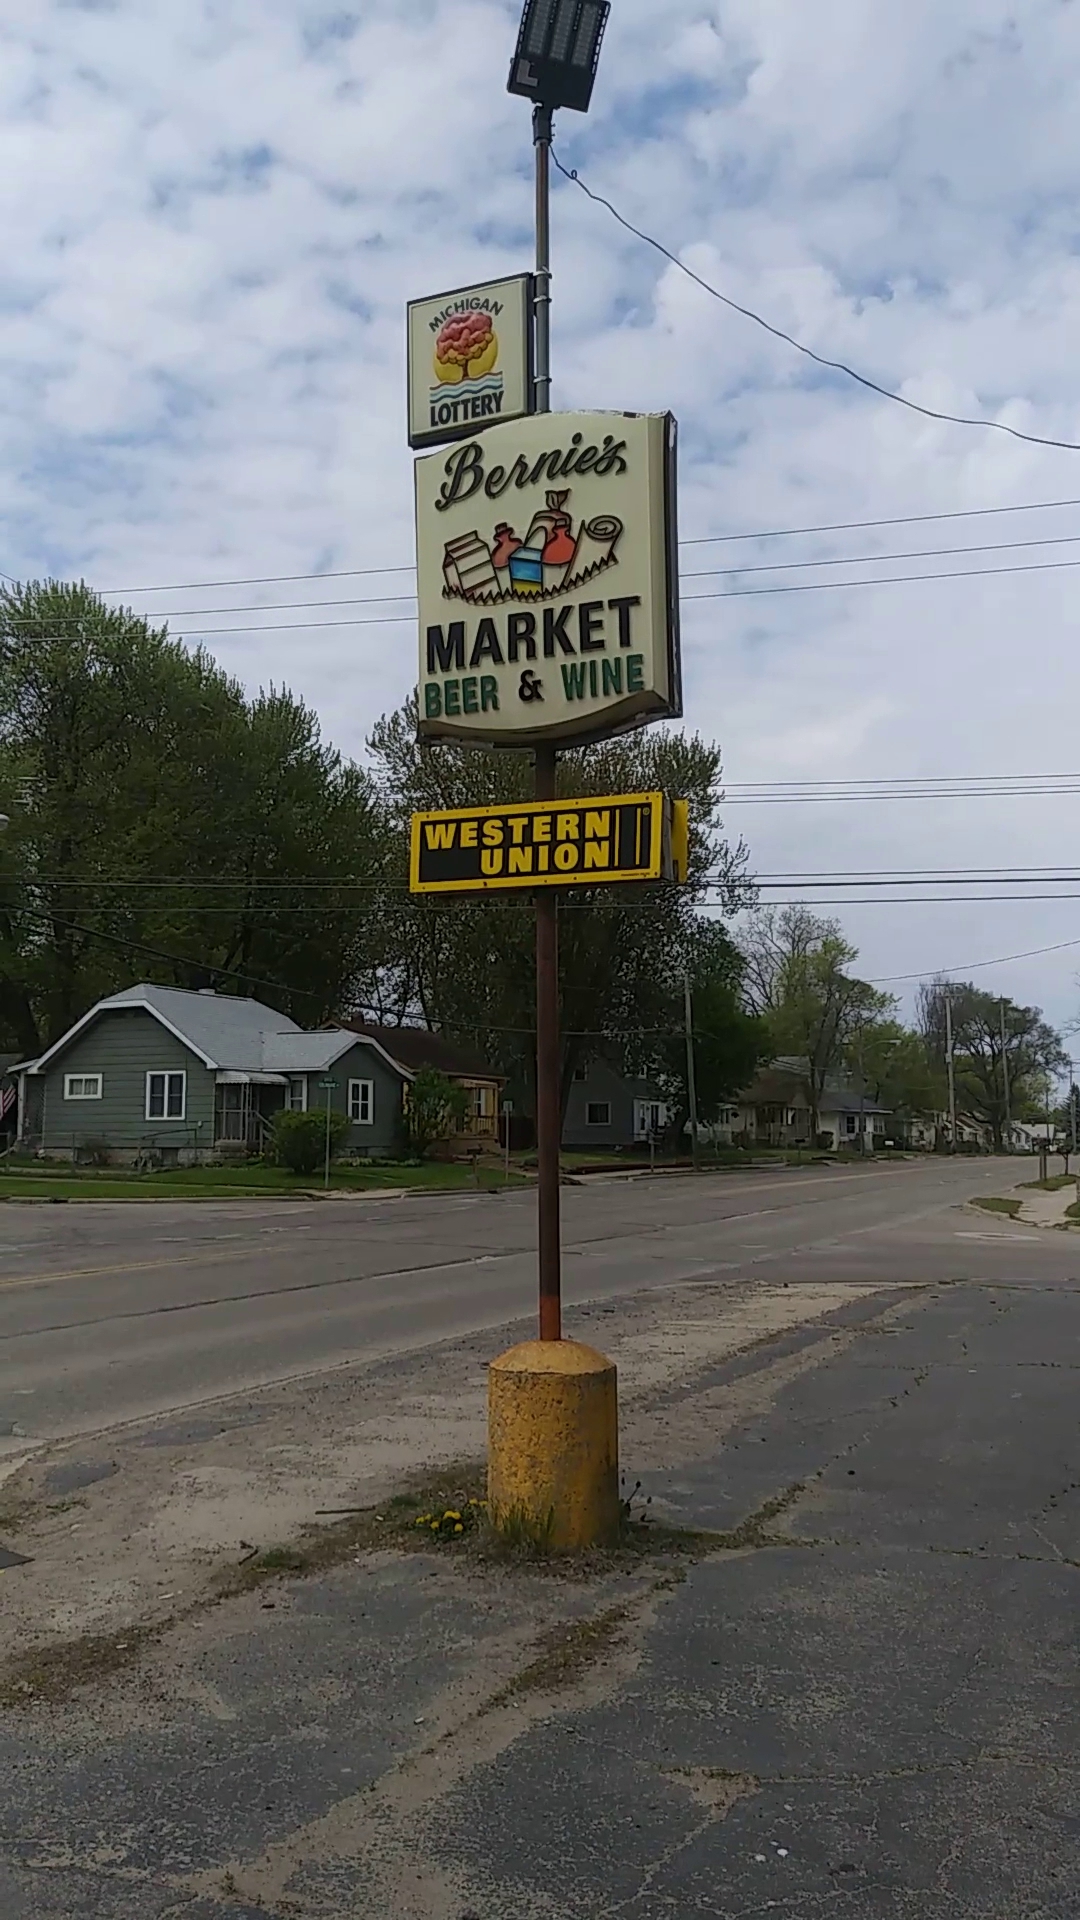 MICHIGAN
LOTTERY
Bernie's
MARKET
BEER & WINE
WESTERN
UNION